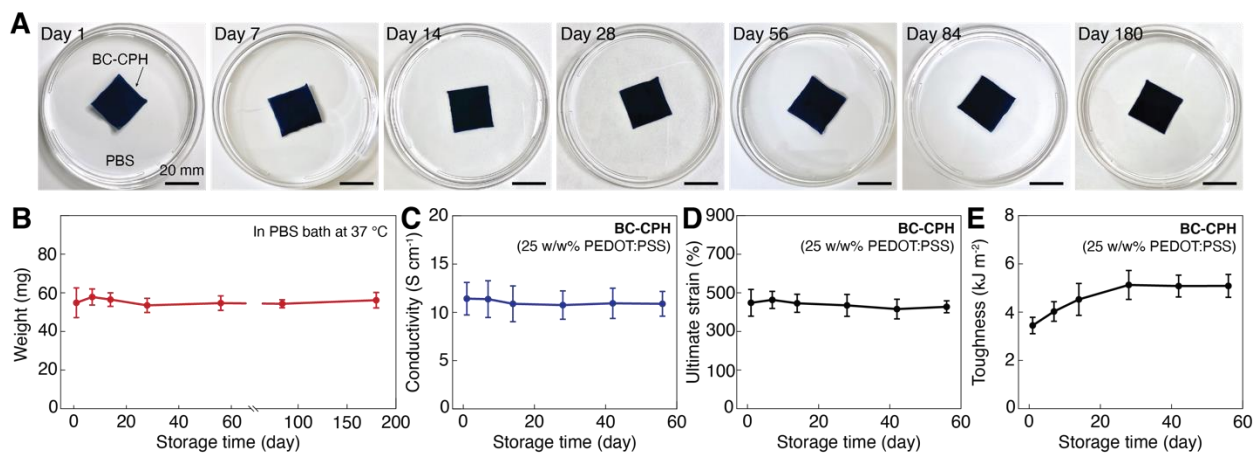 A
Day 1
BC-CPH
PBS
20 mm
Day 7
Day 14
Day 28
Day 56
Day 84
Day 180
B
In PBS bath at 37 °C
Weight (mg)
100
80
60
40
20
0
0 20 40 60 100 150 200
Storage time (day)
C
BC-CPH
(25 w/w% PEDOT:PSS)
Conductivity (S cm⁻¹)
20
15
10
5
0
0 20 40 60
Storage time (day)
D
BC-CPH
(25 w/w% PEDOT:PSS)
Ultimate strain (%)
900
750
600
450
300
150
0
0 20 40 60
Storage time (day)
E
BC-CPH
(25 w/w% PEDOT:PSS)
Toughness (kJ m⁻²)
8
6
4
2
0
0 20 40 60
Storage time (day)